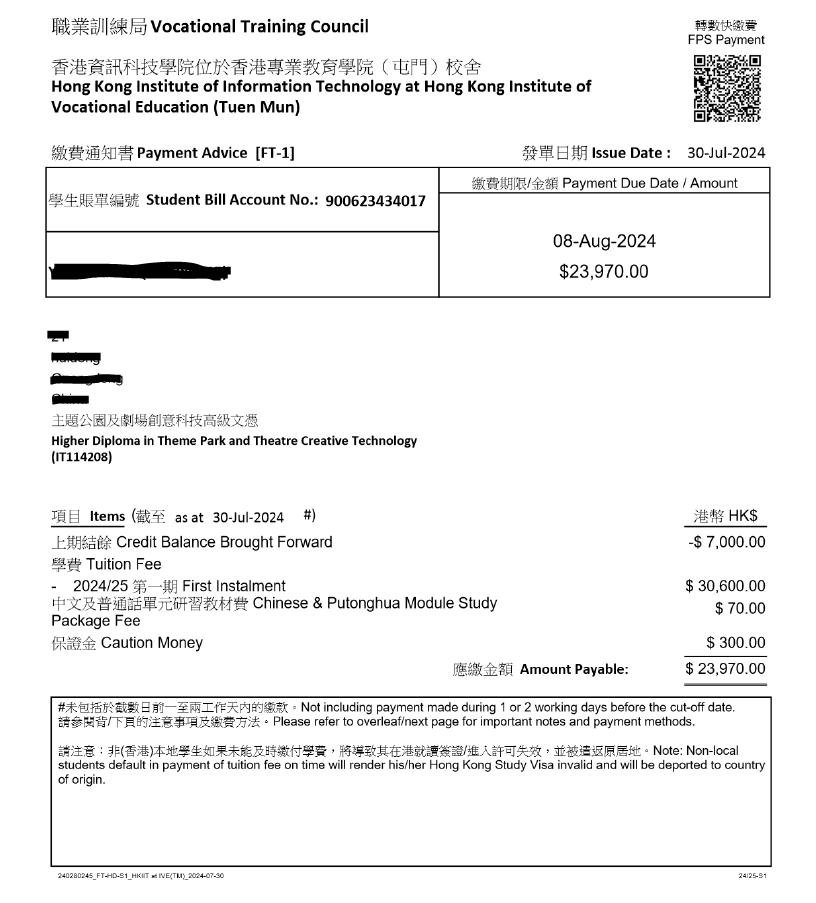 職業訓練局 Vocational Training Council
轉數快繳費
FPS Payment
香港資訊科技學院位於香港專業教育學院（屯門）校舍
Hong Kong Institute of Information Technology at Hong Kong Institute of
Vocational Education (Tuen Mun)
繳費通知書 Payment Advice [FT-1]
發單日期 Issue Date : 30-Jul-2024
學生賬單編號 Student Bill Account No.: 900623434017
繳費期限/金額 Payment Due Date / Amount
08-Aug-2024
$23,970.00
主題公園及劇場創意科技高級文憑
Higher Diploma in Theme Park and Theatre Creative Technology
(IT114208)
項目 Items (截至 as at 30-Jul-2024 #)
港幣 HK$
上期結餘 Credit Balance Brought Forward -$ 7,000.00
學費 Tuition Fee
- 2024/25 第一期 First Instalment $ 30,600.00
中文及普通話單元研習教材費 Chinese & Putonghua Module Study $ 70.00
Package Fee
保證金 Caution Money $ 300.00
應繳金額 Amount Payable: $ 23,970.00
#未包括於截數日前一至兩工作天內的繳款。Not including payment made during 1 or 2 working days before the cut-off date.
請參閱背/下頁的注意事項及繳費方法。Please refer to overleaf/next page for important notes and payment methods.
請注意：非(香港)本地學生如果未能及時繳付學費，將導致其在港就讀簽證/進入許可失效，並被遣返原居地。Note: Non-local
students default in payment of tuition fee on time will render his/her Hong Kong Study Visa invalid and will be deported to country
of origin.
240280245_FT-HD-S1_HKIIT at IVE(TM)_2024-07-30
24/25-S1